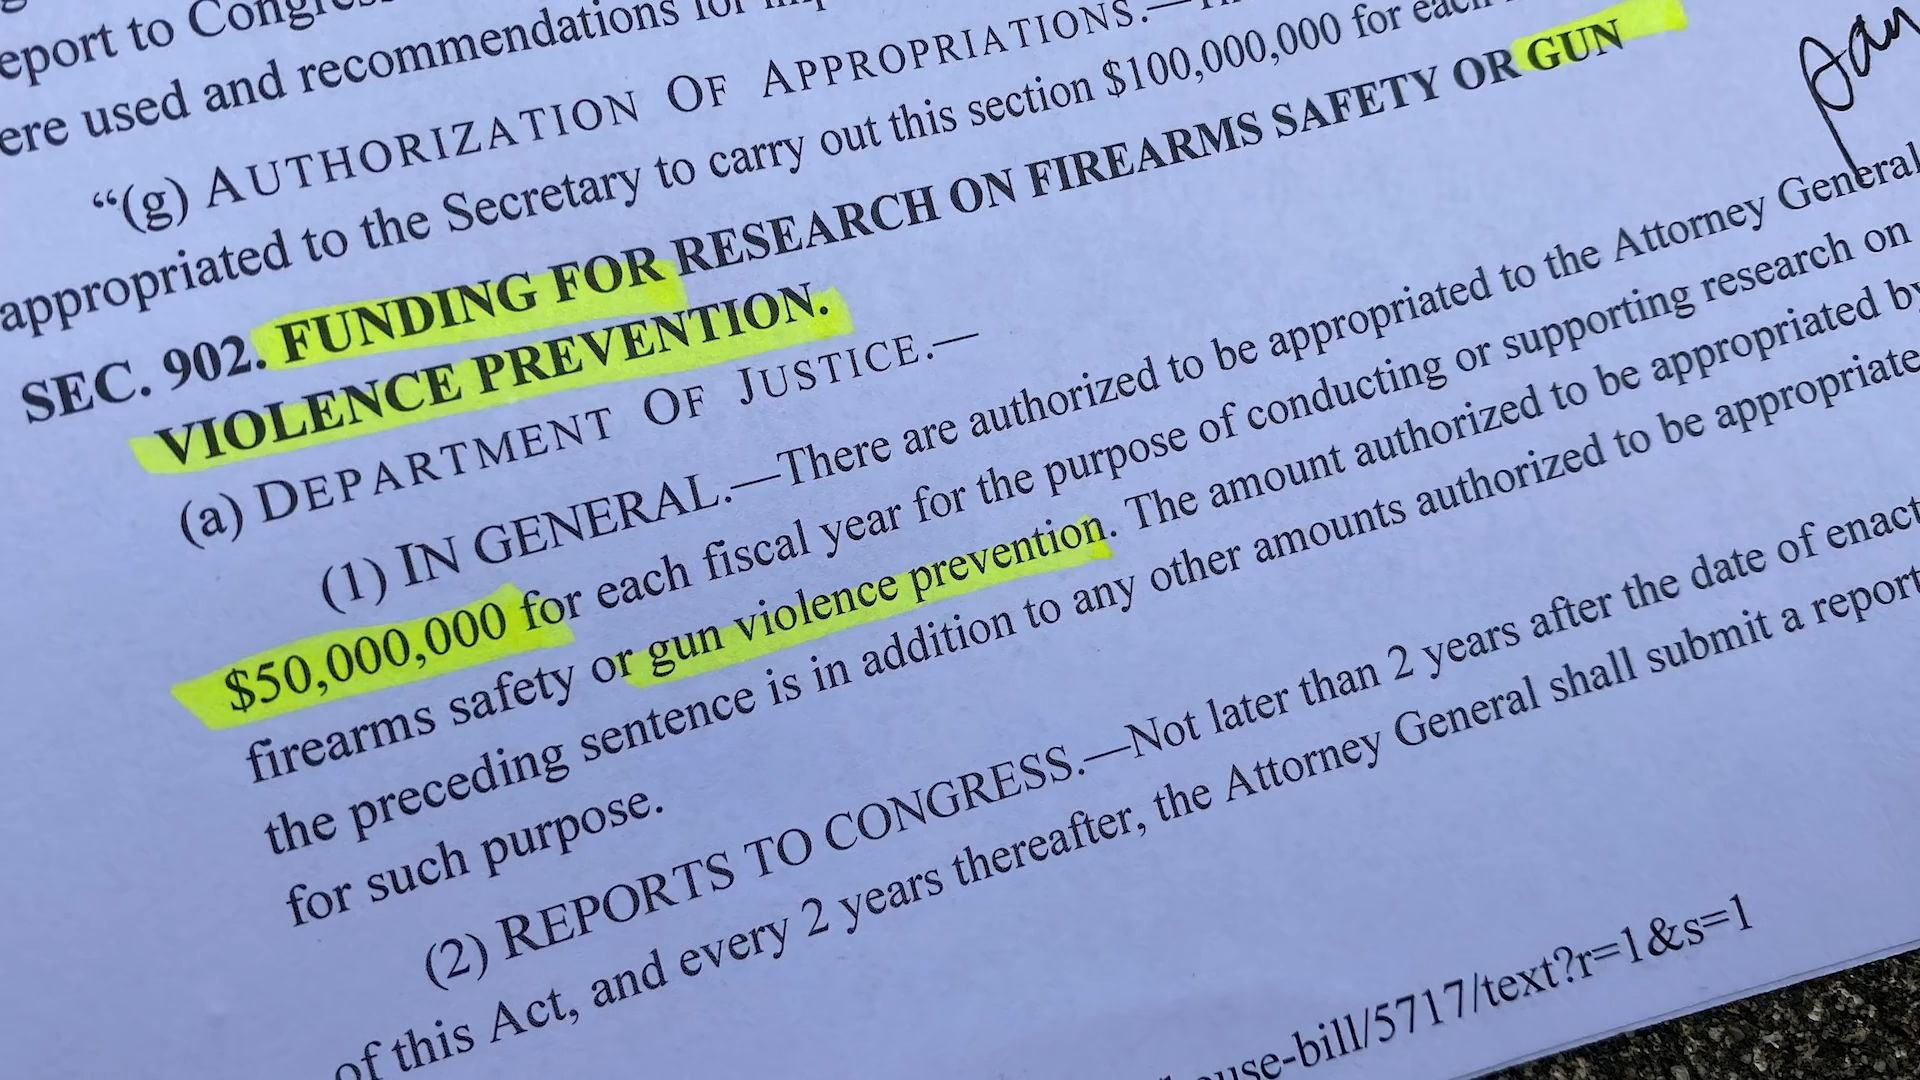 eport to Congress
ere used and recommendations for
“(g) AUTHORIZATION OF APPROPRIATIONS.—
appropriated to the Secretary to carry out this section $100,000,000 for each
SEC. 902. FUNDING FOR RESEARCH ON FIREARMS SAFETY OR GUN
VIOLENCE PREVENTION.
(a) DEPARTMENT OF JUSTICE.—
(1) IN GENERAL.—There are authorized to be appropriated to the Attorney General
$50,000,000 for each fiscal year for the purpose of conducting or supporting research on
firearms safety or gun violence prevention. The amount authorized to be appropriated by
the preceding sentence is in addition to any other amounts authorized to be appropriate
for such purpose.
(2) REPORTS TO CONGRESS.—Not later than 2 years after the date of enact
of this Act, and every 2 years thereafter, the Attorney General shall submit a report
ouse-bill/5717/text?r=1&s=1